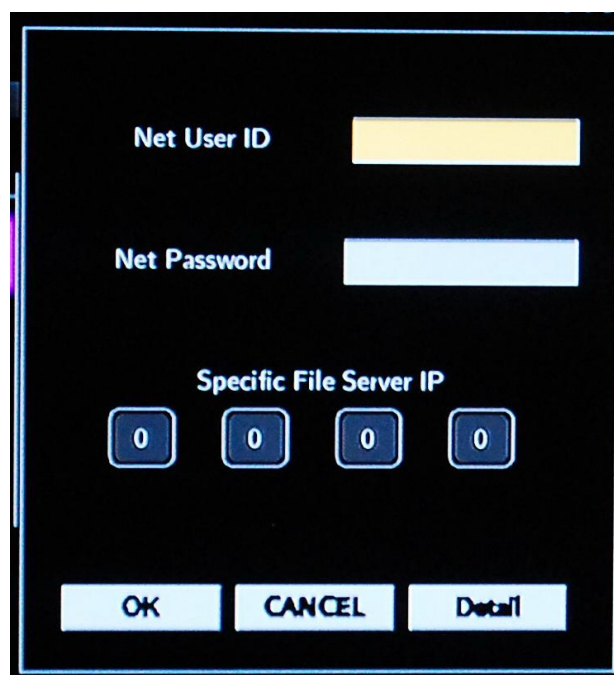 Net User ID
Net Password
Specific File Server IP
0 0 0 0
OK CANCEL Detail